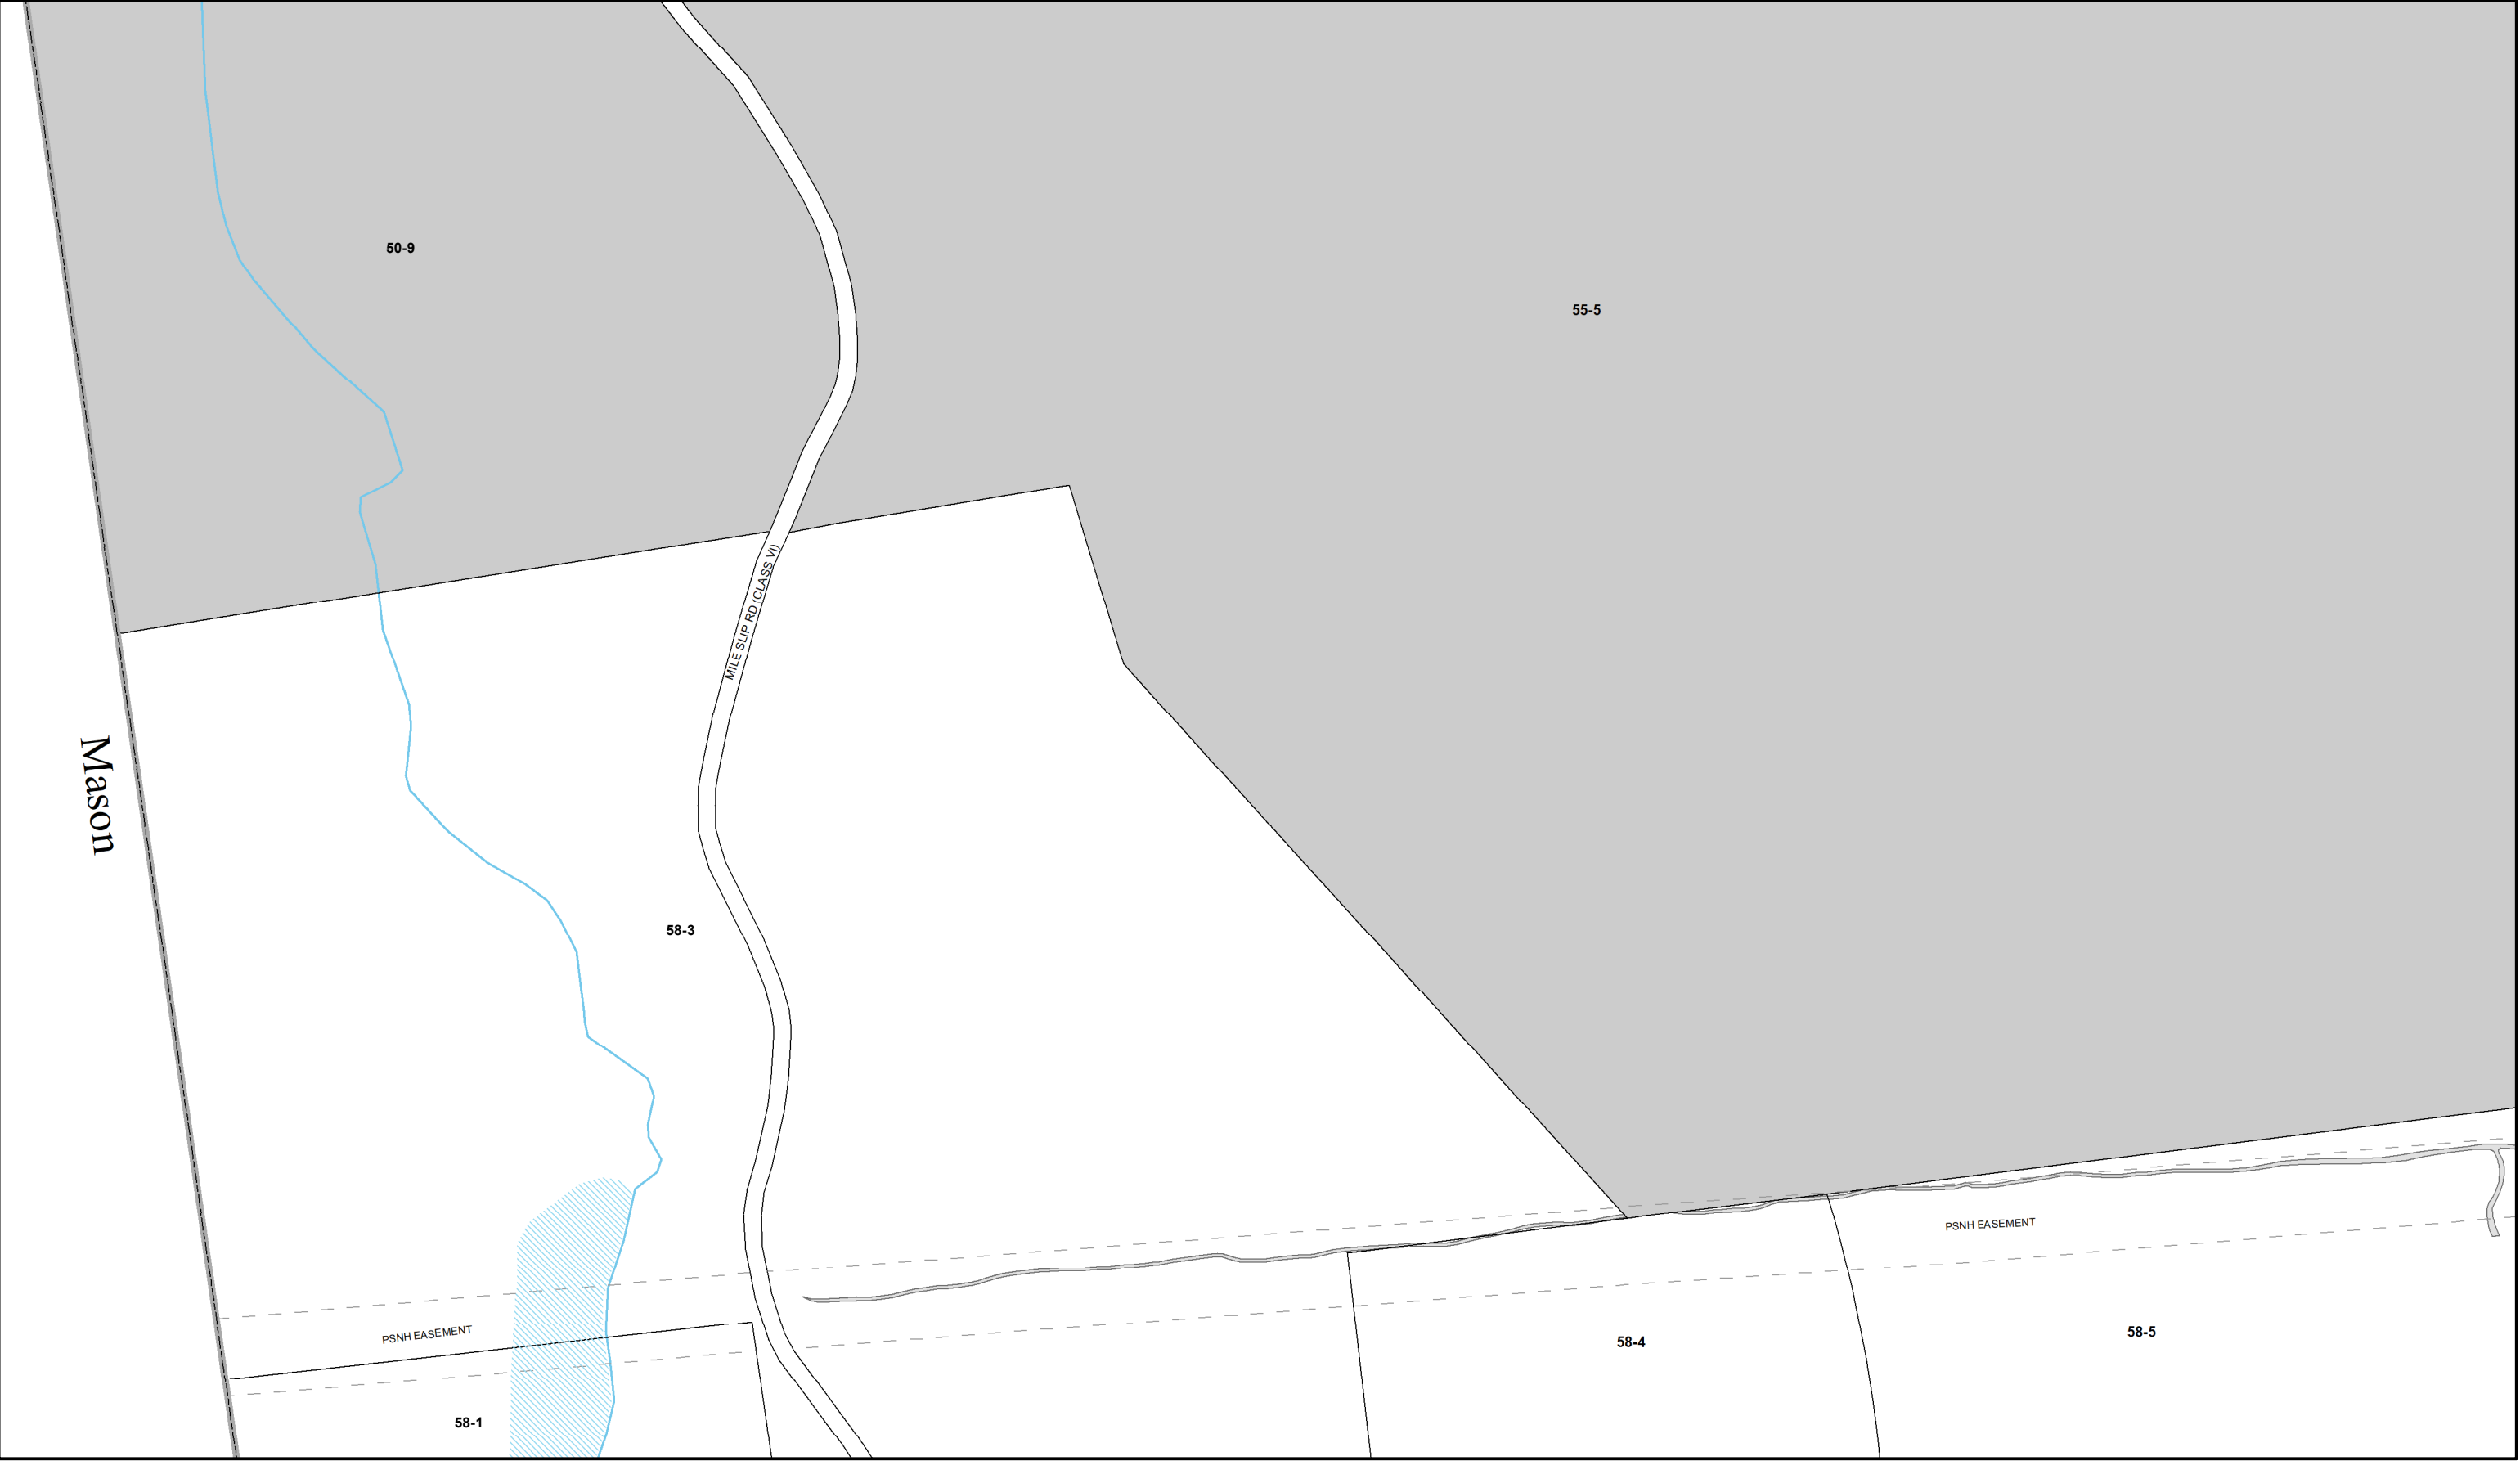 50-9
55-5
MILE SLIP RD (CLASS VI)
Mason
58-3
PSNH EASEMENT
PSNH EASEMENT
58-4
58-5
58-1